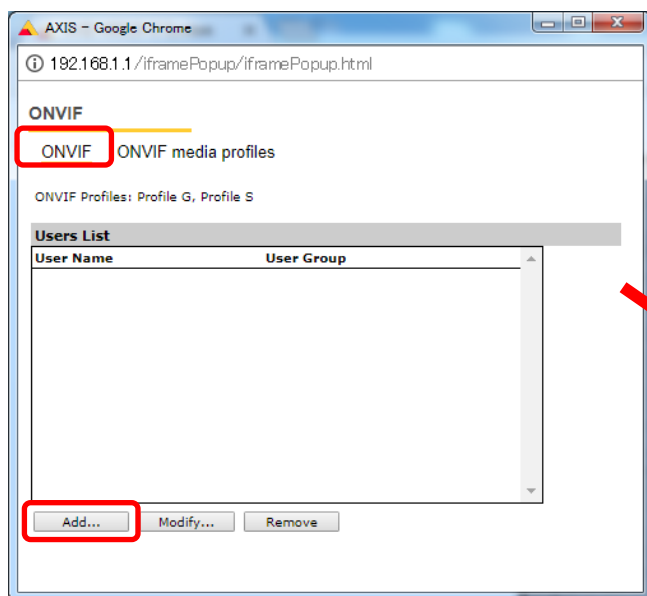 AXIS - Google Chrome
192.168.1.1/iframePopup/iframePopup.html
ONVIF
ONVIF ONVIF media profiles
ONVIF Profiles: Profile G, Profile S
Users List
User Name User Group
Add... Modify... Remove